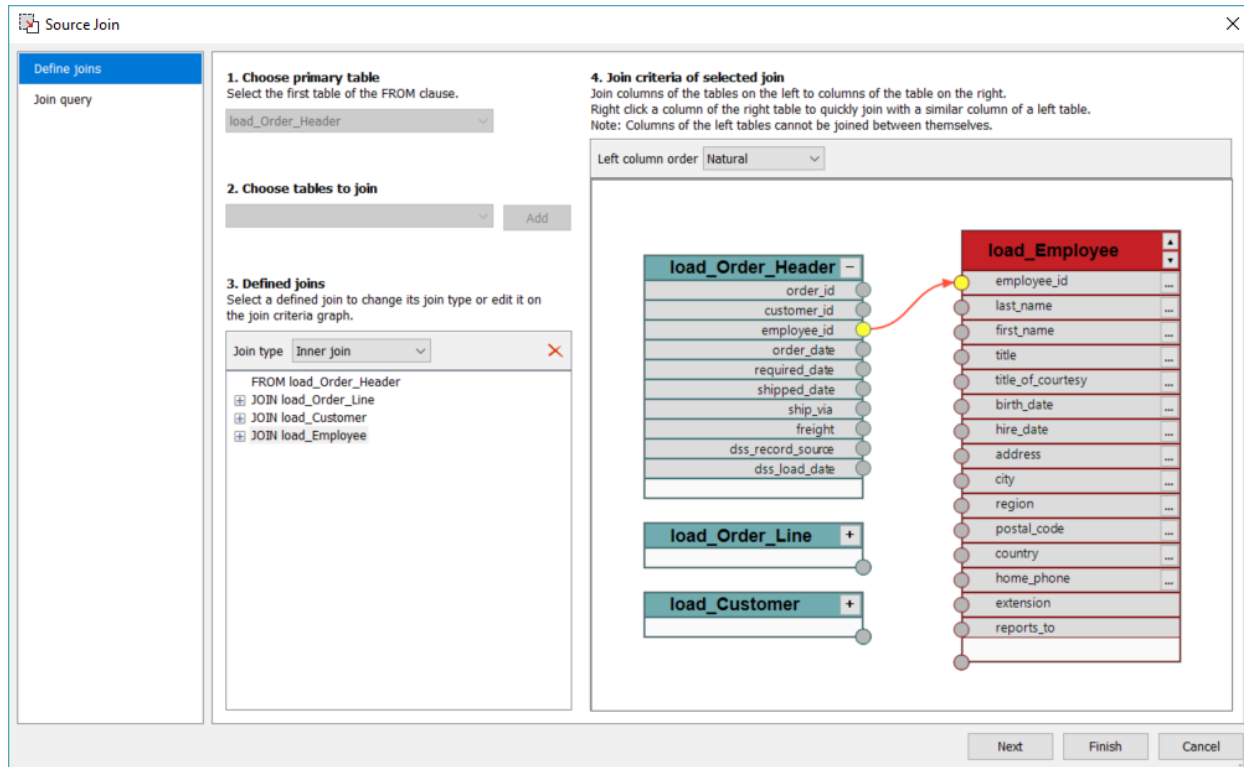 Source Join
Define joins
Join query
1. Choose primary table
Select the first table of the FROM clause.
load_Order_Header
2. Choose tables to join
Add
3. Defined joins
Select a defined join to change its join type or edit it on
the join criteria graph.
Join type Inner join
FROM load_Order_Header
JOIN load_Order_Line
JOIN load_Customer
JOIN load_Employee
4. Join criteria of selected join
Join columns of the tables on the left to columns of the table on the right.
Right click a column of the right table to quickly join with a similar column of a left table.
Note: Columns of the left tables cannot be joined between themselves.
Left column order Natural
load_Order_Header
order_id
customer_id
employee_id
order_date
required_date
shipped_date
ship_via
freight
dss_record_source
dss_load_date
load_Order_Line
load_Customer
load_Employee
employee_id ...
last_name ...
first_name ...
title ...
title_of_courtesy ...
birth_date ...
hire_date ...
address ...
city ...
region ...
postal_code ...
country ...
home_phone ...
extension
reports_to
Next
Finish
Cancel